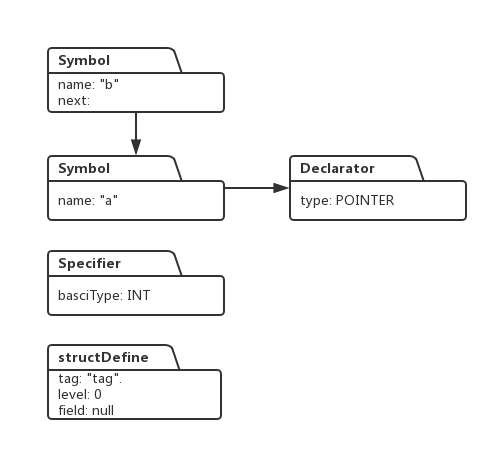 Symbol
name: "b"
next:
Symbol
name: "a"
Declarator
type: POINTER
Specifier
basciType: INT
structDefine
tag: "tag".
level: 0
field: null